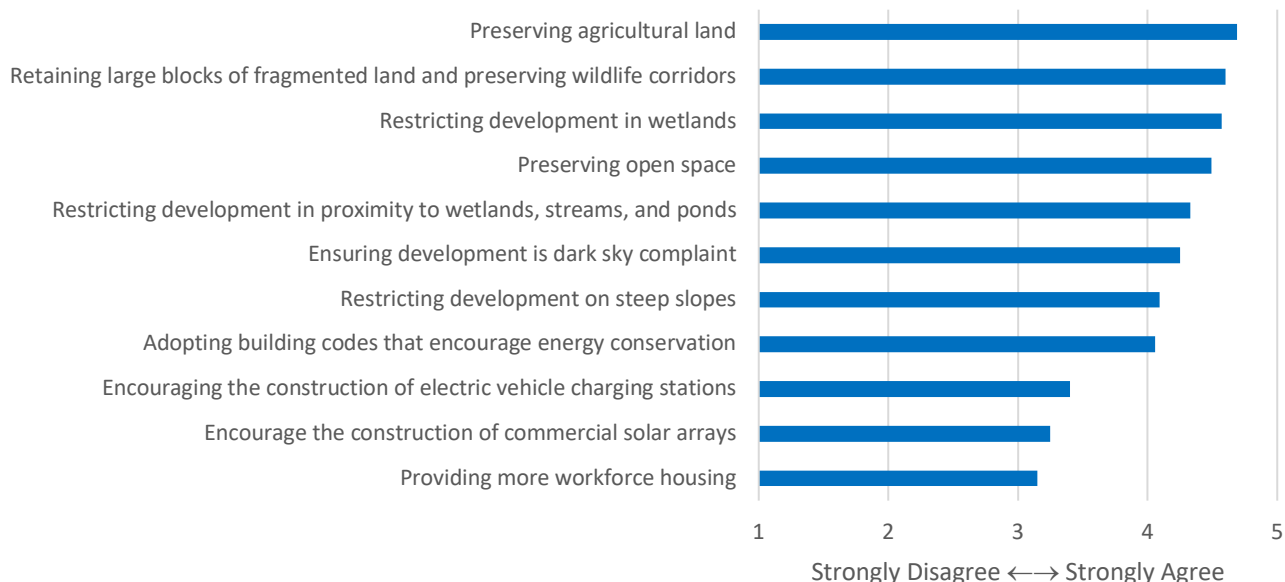 Preserving agricultural land
Retaining large blocks of fragmented land and preserving wildlife corridors
Restricting development in wetlands
Preserving open space
Restricting development in proximity to wetlands, streams, and ponds
Ensuring development is dark sky complaint
Restricting development on steep slopes
Adopting building codes that encourage energy conservation
Encouraging the construction of electric vehicle charging stations
Encourage the construction of commercial solar arrays
Providing more workforce housing
1 2 3 4 5
Strongly Disagree ←→ Strongly Agree